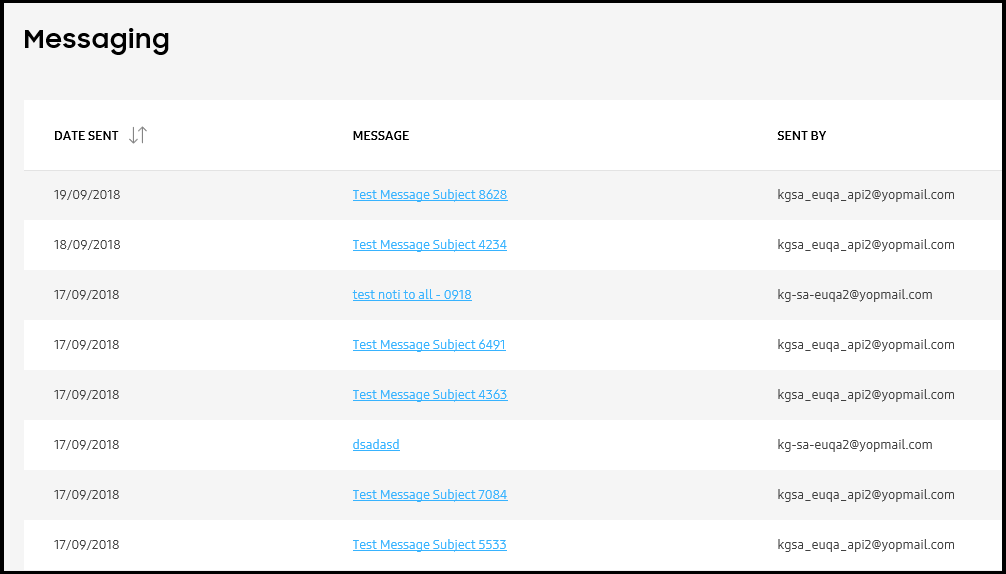 Messaging
DATE SENT MESSAGE SENT BY
19/09/2018 Test Message Subject 8628 kgsa_euqa_api2@yopmail.com
18/09/2018 Test Message Subject 4234 kgsa_euqa_api2@yopmail.com
17/09/2018 test noti to all - 0918 kg-sa-euqa2@yopmail.com
17/09/2018 Test Message Subject 6491 kgsa_euqa_api2@yopmail.com
17/09/2018 Test Message Subject 4363 kgsa_euqa_api2@yopmail.com
17/09/2018 dsadasd kg-sa-euqa2@yopmail.com
17/09/2018 Test Message Subject 7084 kgsa_euqa_api2@yopmail.com
17/09/2018 Test Message Subject 5533 kgsa_euqa_api2@yopmail.com